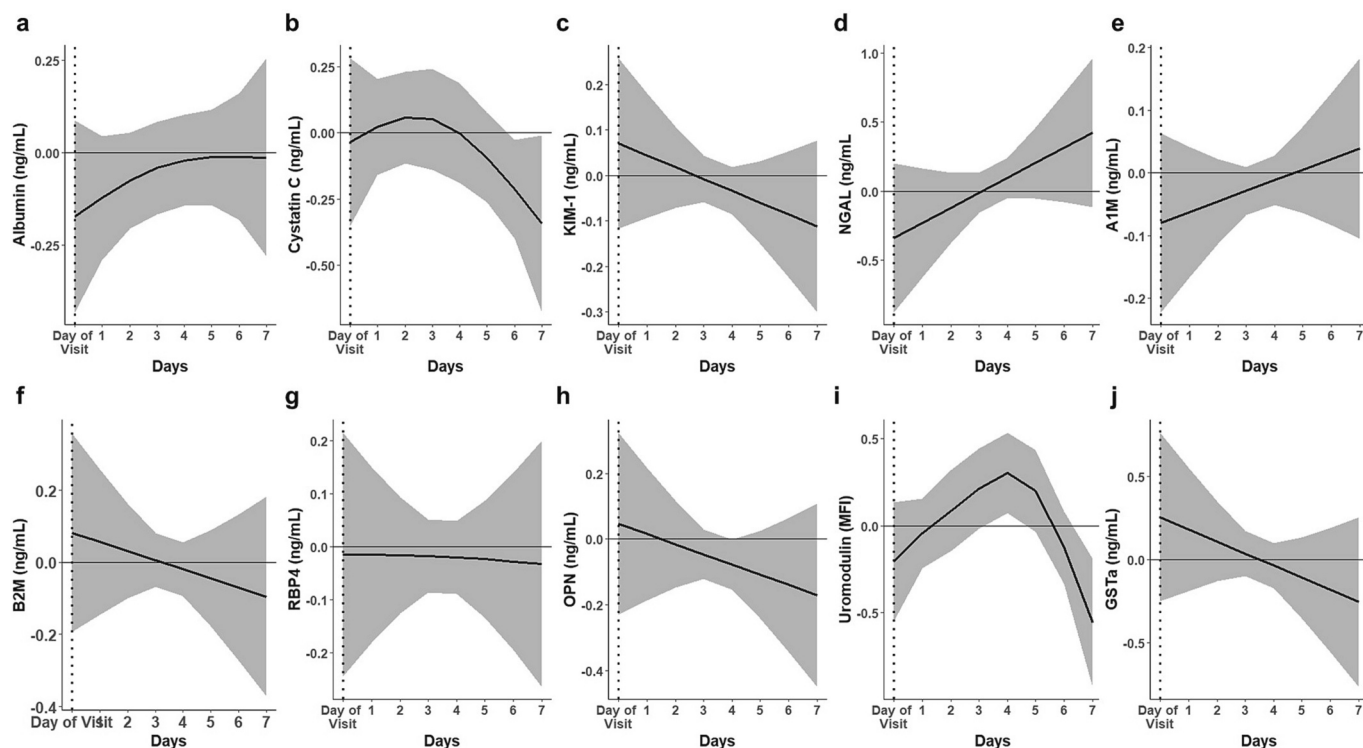 a
Albumin (ng/mL)
0.25
0.00
-0.25
Day of 1 2 3 4 5 6 7
Visit
Days
b
Cystatin C (ng/mL)
0.25
0.00
-0.25
-0.50
Day of 1 2 3 4 5 6 7
Visit
Days
c
KIM-1 (ng/mL)
0.2
0.1
0.0
-0.1
-0.2
-0.3
Day of 1 2 3 4 5 6 7
Visit
Days
d
NGAL (ng/mL)
1.0
0.5
0.0
-0.5
Day of 1 2 3 4 5 6 7
Visit
Days
e
A1M (ng/mL)
0.2
0.1
0.0
-0.1
-0.2
Day of 1 2 3 4 5 6 7
Visit
Days
f
B2M (ng/mL)
0.2
0.0
-0.2
-0.4
Day of Visit 1 2 3 4 5 6 7
Days
g
RBP4 (ng/mL)
0.2
0.1
0.0
-0.1
-0.2
Day of 1 2 3 4 5 6 7
Visit
Days
h
OPN (ng/mL)
0.2
0.0
-0.2
-0.4
Day of 1 2 3 4 5 6 7
Visit
Days
i
Uromodulin (MFI)
0.5
0.0
-0.5
Day of 1 2 3 4 5 6 7
Visit
Days
j
GSTa (ng/mL)
0.5
0.0
-0.5
Day of 1 2 3 4 5 6 7
Visit
Days